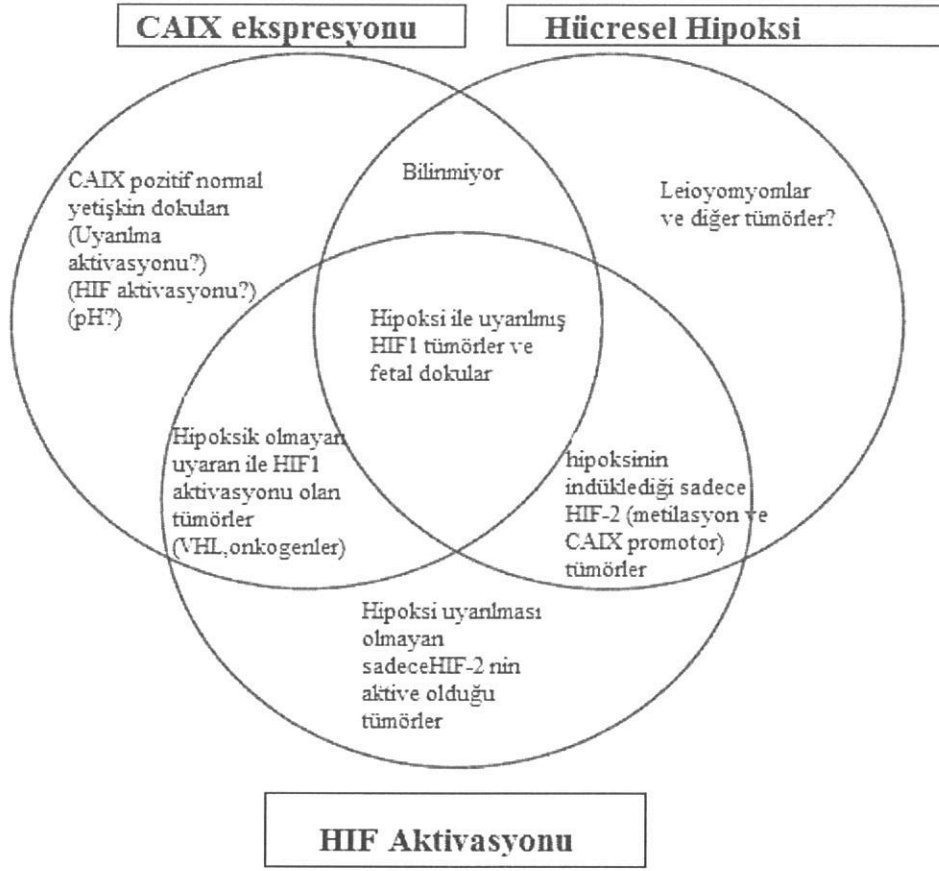 CAIX ekspresyonu
Hücresel Hipoksi
CAIX pozitif normal
yetişkin dokuları
(Uyarılma
aktivasyonu?)
(HIF aktivasyonu?)
(pH?)
Bilinmiyor
Leioyomyomlar
ve diğer tümörler?
Hipoksi ile uyarılmış
HIF1 tümörler ve
fetal dokular
Hipoksik olmayan
uyaran ile HIF1
aktivasyonu olan
tümörler
(VHL,onkogenler)
hipoksinin
indüklediği sadece
HIF-2 (metilasyon ve
CAIX promotor)
tümörler
Hipoksi uyarılması
olmayan
sadeceHIF-2 nin
aktive olduğu
tümörler
HIF Aktivasyonu